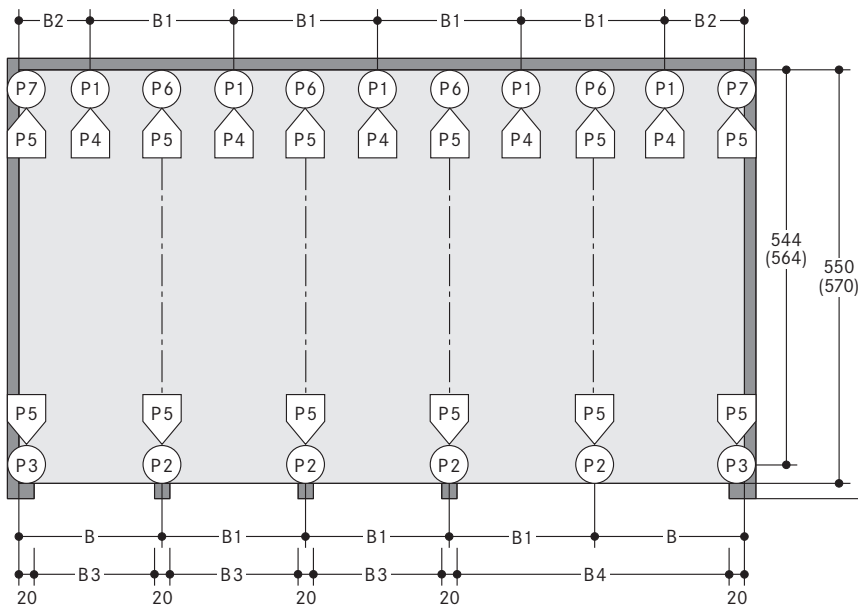 B2 B1 B1 B1 B1 B2
P7 P1 P6 P1 P6 P1 P6 P1 P6 P1 P7
P5 P4 P5 P4 P5 P4 P5 P4 P5 P4 P5
544
(564)
550
(570)
P5 P5 P5 P5 P5 P5
P3 P2 P2 P2 P2 P3
B B1 B1 B1 B
B3 B3 B3 B4
20 20 20 20 20